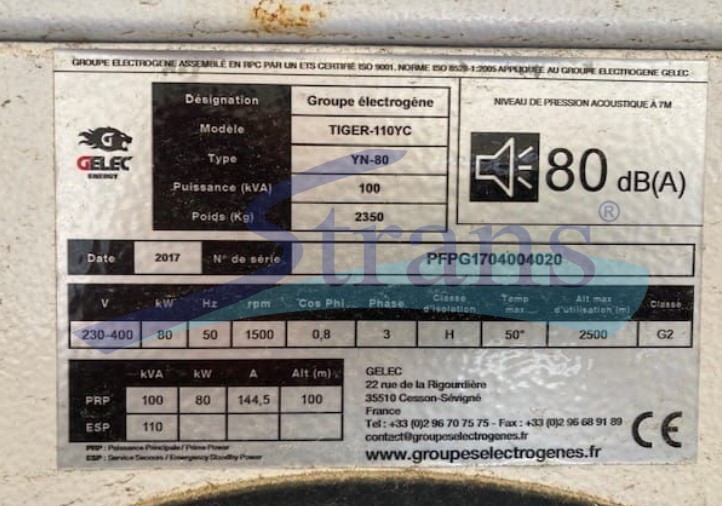 GROUPE ELECTROGENE ASSEMBLÉ EN RPC PAR UN ETS CERTIFIÉ ISO 9001. NORME ISO 8528-1:2005 APPLIQUÉE AU GROUPE ELECTROGENE GELEC
Désignation Groupe électrogène
Modèle TIGER-110YC
Type YN-80
Puissance (kVA) 100
Poids (Kg) 2350
G
GELEC
ENERGY
NIVEAU DE PRESSION ACOUSTIQUE À 7M
80 dB(A)
Strans®
Date 2017 N° de série PFPG1704004020
V kW Hz rpm Cos Phi Phase Classe d'isolation Temp max Alt max d'utilisation (m) Classe
230-400 80 50 1500 0,8 3 H 50° 2500 G2
kVA kW A Alt (m)
PRP 100 80 144,5 100
ESP 110
PRP : Puissance Principale / Prime Power
ESP : Service Secours / Emergency Standby Power
GELEC
22 rue de la Rigourdière
35510 Cesson-Sévigné
France
Tel : +33 (0)2 96 70 75 75 - Fax : +33 (0)2 96 68 91 89
contact@groupeselectrogenes.fr
www.groupeselectrogenes.fr
CE